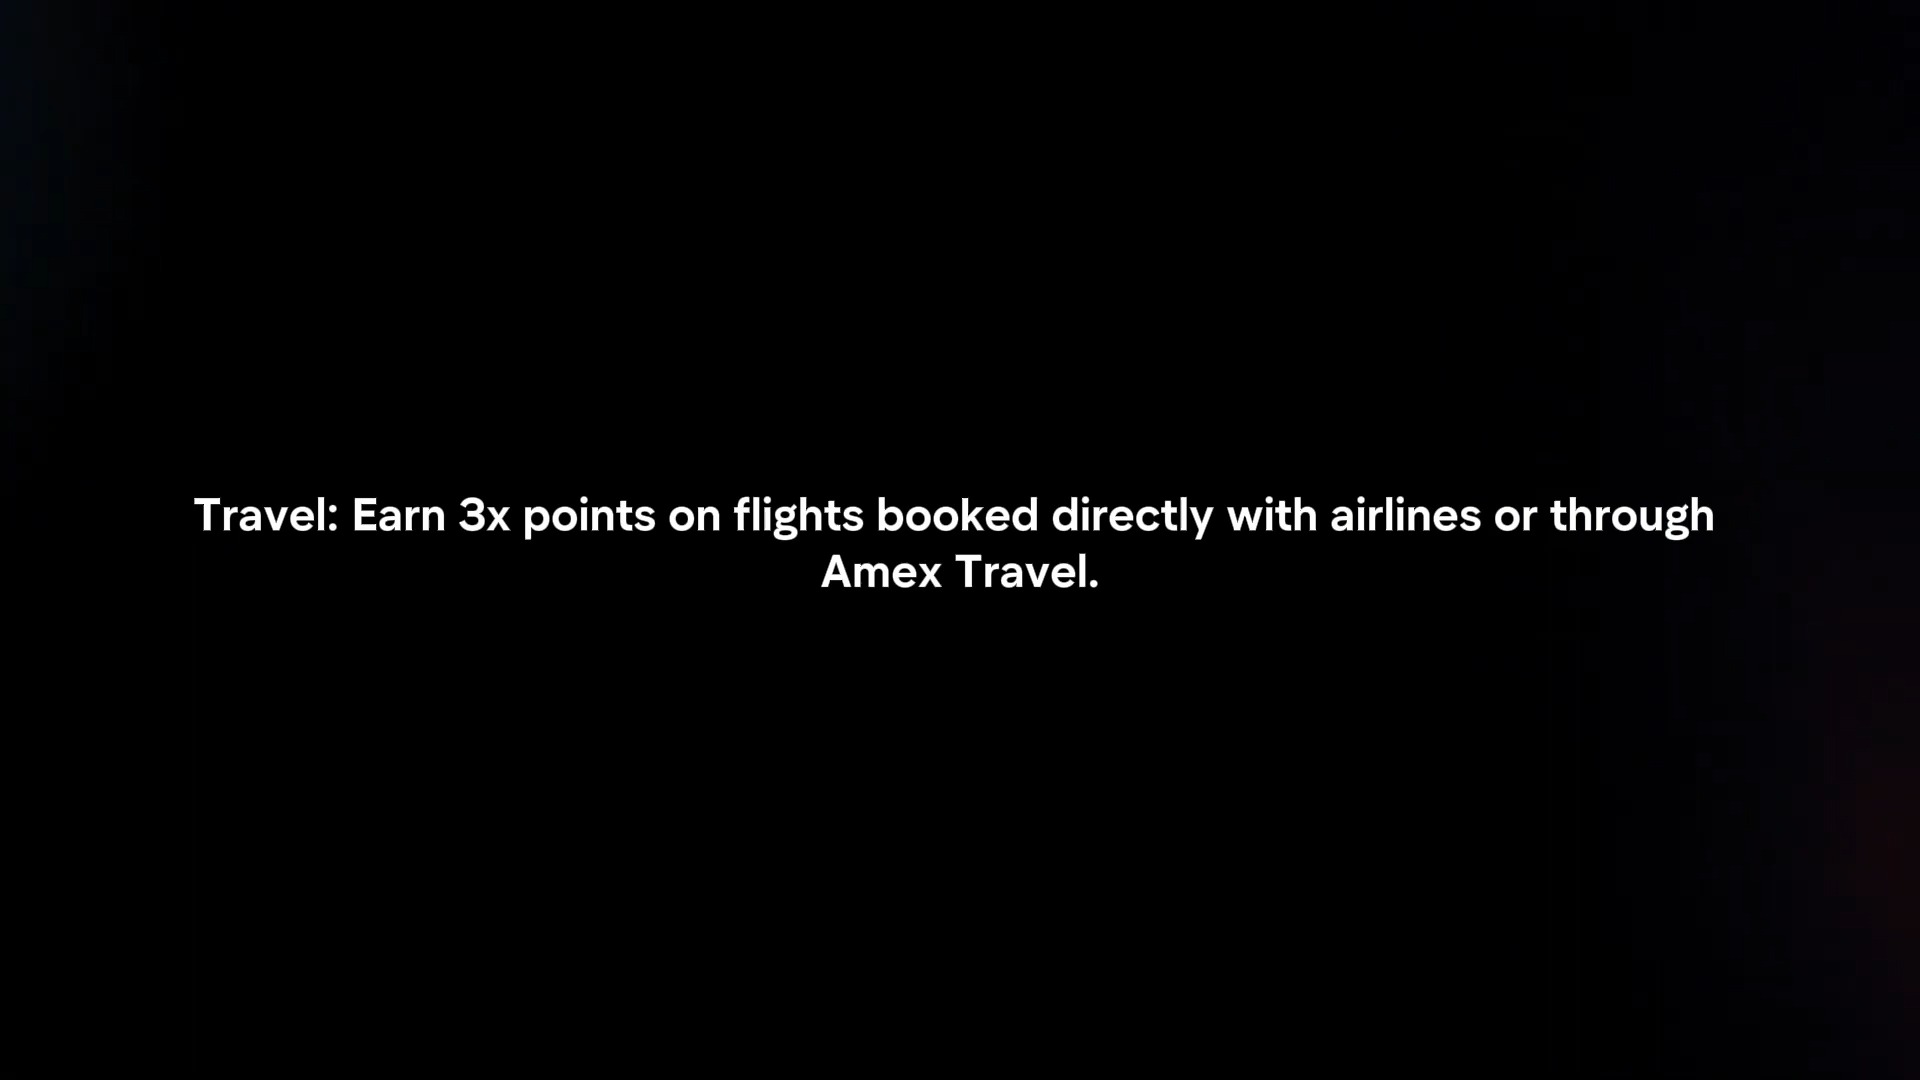 Travel: Earn 3x points on flights booked directly with airlines or through
Amex Travel.